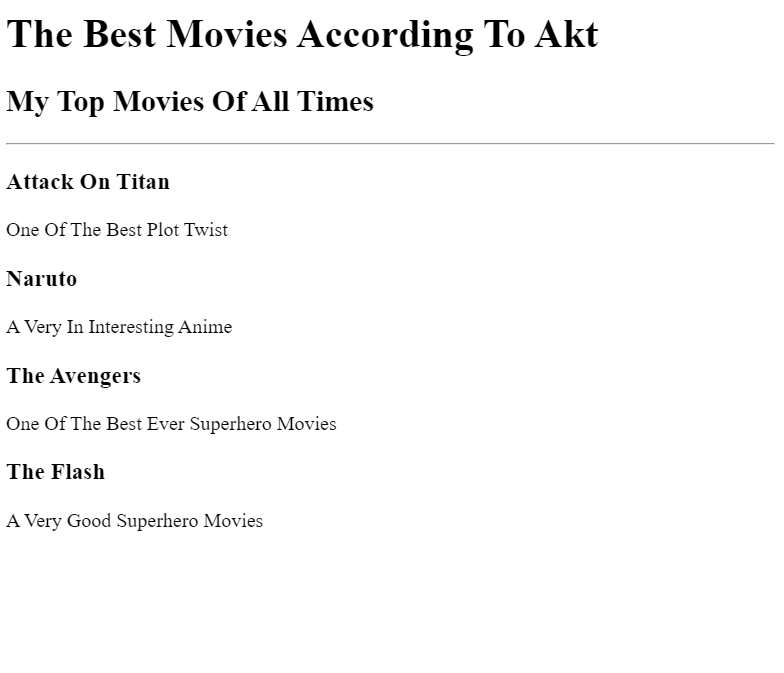 The Best Movies According To Akt
My Top Movies Of All Times
Attack On Titan
One Of The Best Plot Twist
Naruto
A Very In Interesting Anime
The Avengers
One Of The Best Ever Superhero Movies
The Flash
A Very Good Superhero Movies